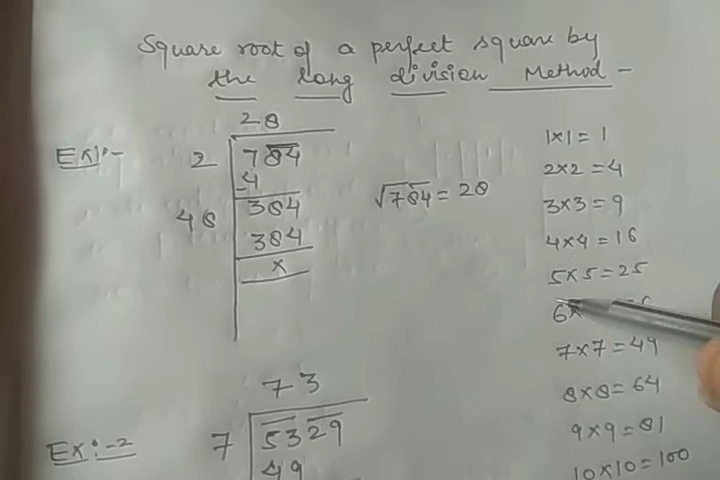 Square root of a perfect square by
the long division Method -
Ex1:-
28
2 784
-4
48 384
384
x
√784 = 28
1x1 = 1
2x2 = 4
3x3 = 9
4x4 = 16
5x5 = 25
6x
7x7 = 49
8x8 = 64
9x9 = 81
10x10 = 100
Ex:-2
73
7 5329
49